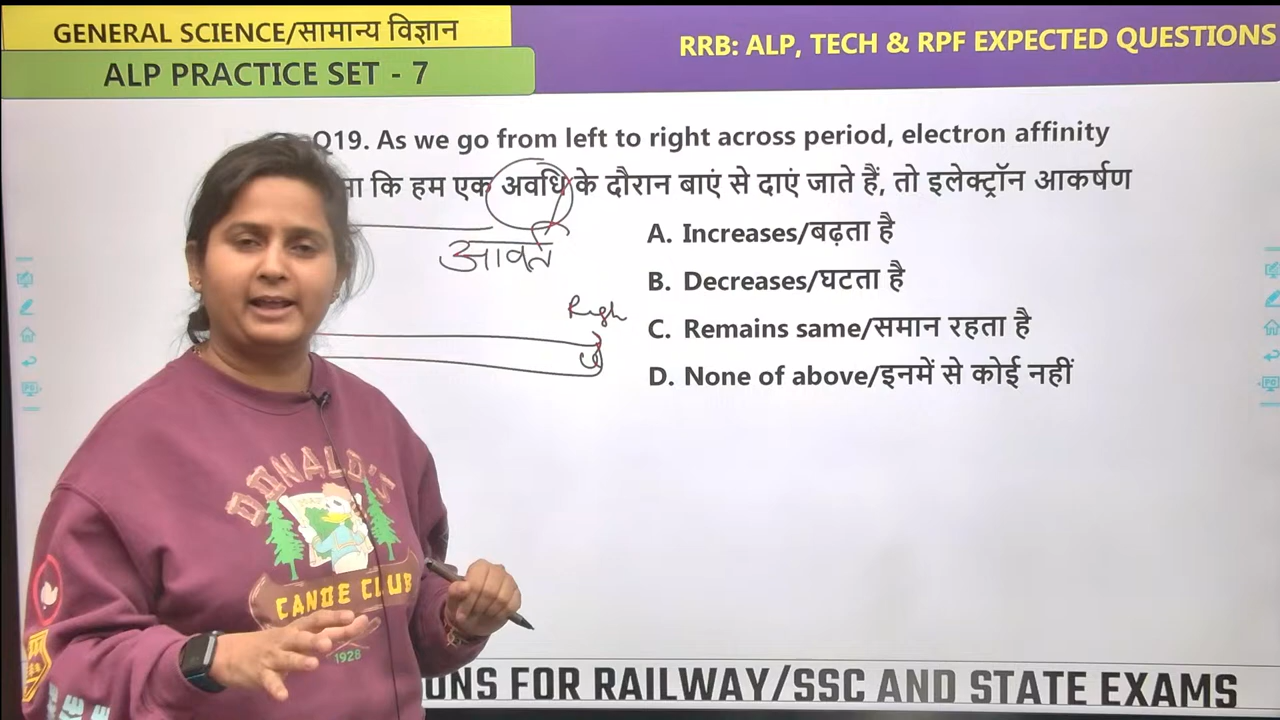 GENERAL SCIENCE/सामान्य विज्ञान
RRB: ALP, TECH & RPF EXPECTED QUESTIONS
ALP PRACTICE SET - 7
Q19. As we go from left to right across period, electron affinity
कि हम एक अवधि के दौरान बाएं से दाएं जाते हैं, तो इलेक्ट्रॉन आकर्षण
आवर्त
A. Increases/बढ़ता है
B. Decreases/घटता है
Righ
C. Remains same/समान रहता है
D. None of above/इनमें से कोई नहीं
DONALD'S
CANOE CLUB
1928
ONS FOR RAILWAY/SSC AND STATE EXAMS